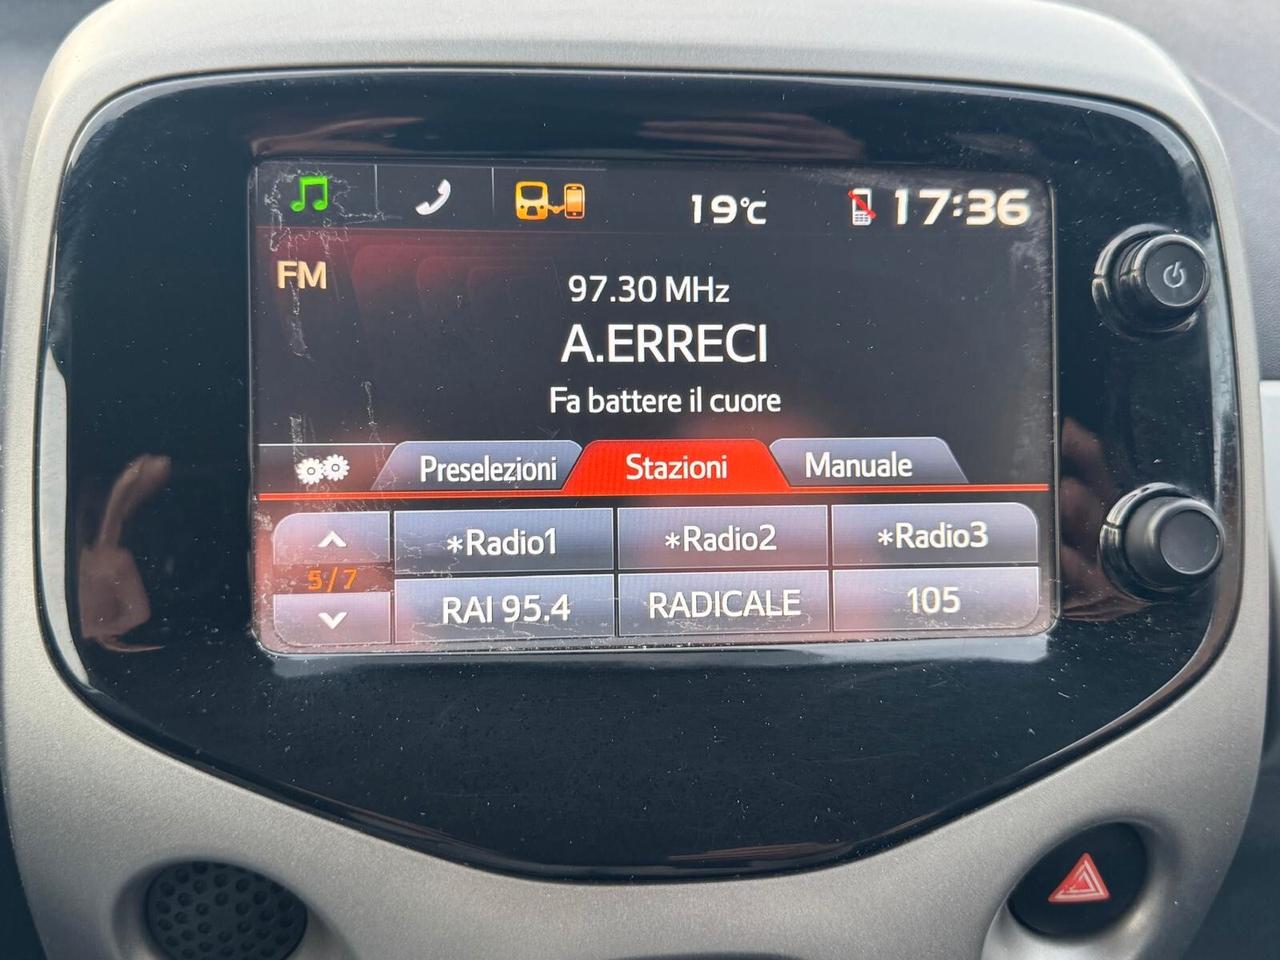 19°C 17:36
FM
97.30 MHz
A.ERRECI
Fa battere il cuore
Preselezioni Stazioni Manuale
*Radio1 *Radio2 *Radio3
5/7
RAI 95.4 RADICALE 105